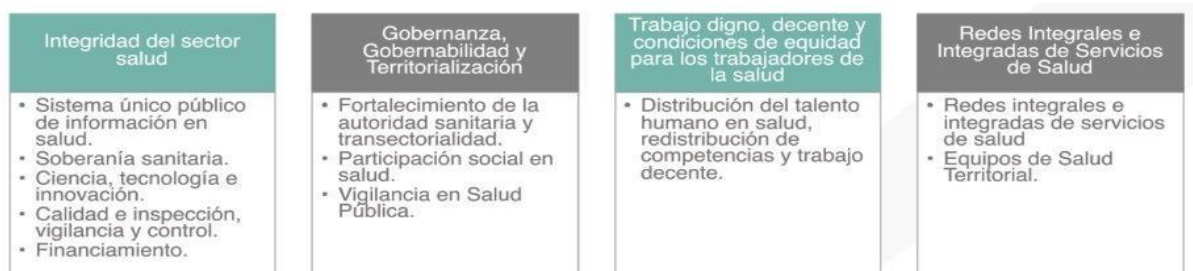 Integridad del sector
salud
• Sistema único público
de información en
salud.
• Soberanía sanitaria.
• Ciencia, tecnología e
innovación.
• Calidad e inspección,
vigilancia y control.
• Financiamiento.
Gobernanza,
Gobernabilidad y
Territorialización
• Fortalecimiento de la
autoridad sanitaria y
transectorialidad.
• Participación social en
salud.
• Vigilancia en Salud
Pública.
Trabajo digno, decente y
condiciones de equidad
para los trabajadores de
la salud
• Distribución del talento
humano en salud,
redistribución de
competencias y trabajo
decente.
Redes Integrales e
Integradas de Servicios
de Salud
• Redes integrales e
integradas de servicios
de salud
• Equipos de Salud
Territorial.